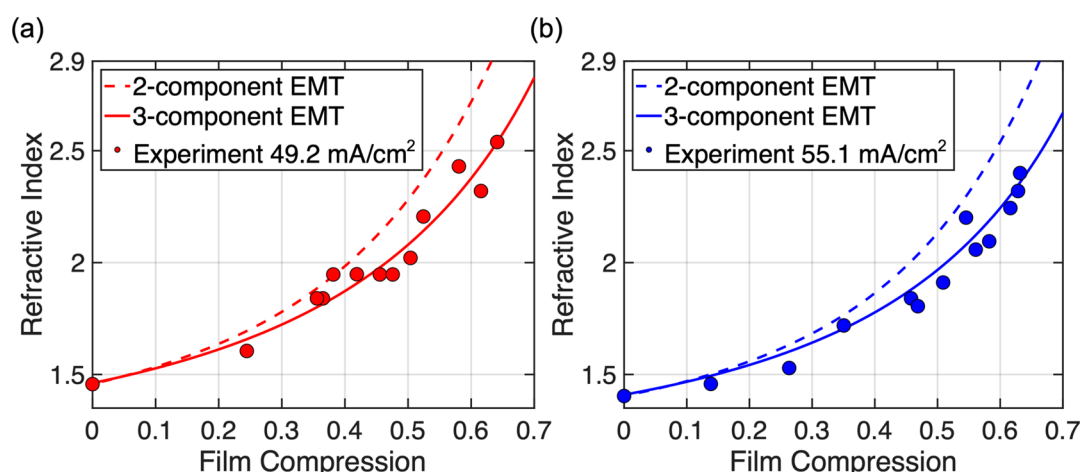 (a)
2.9
2.5
2
1.5
Refractive Index
2-component EMT
3-component EMT
Experiment 49.2 mA/cm²
0 0.1 0.2 0.3 0.4 0.5 0.6 0.7
Film Compression
(b)
2.9
2.5
2
1.5
Refractive Index
2-component EMT
3-component EMT
Experiment 55.1 mA/cm²
0 0.1 0.2 0.3 0.4 0.5 0.6 0.7
Film Compression